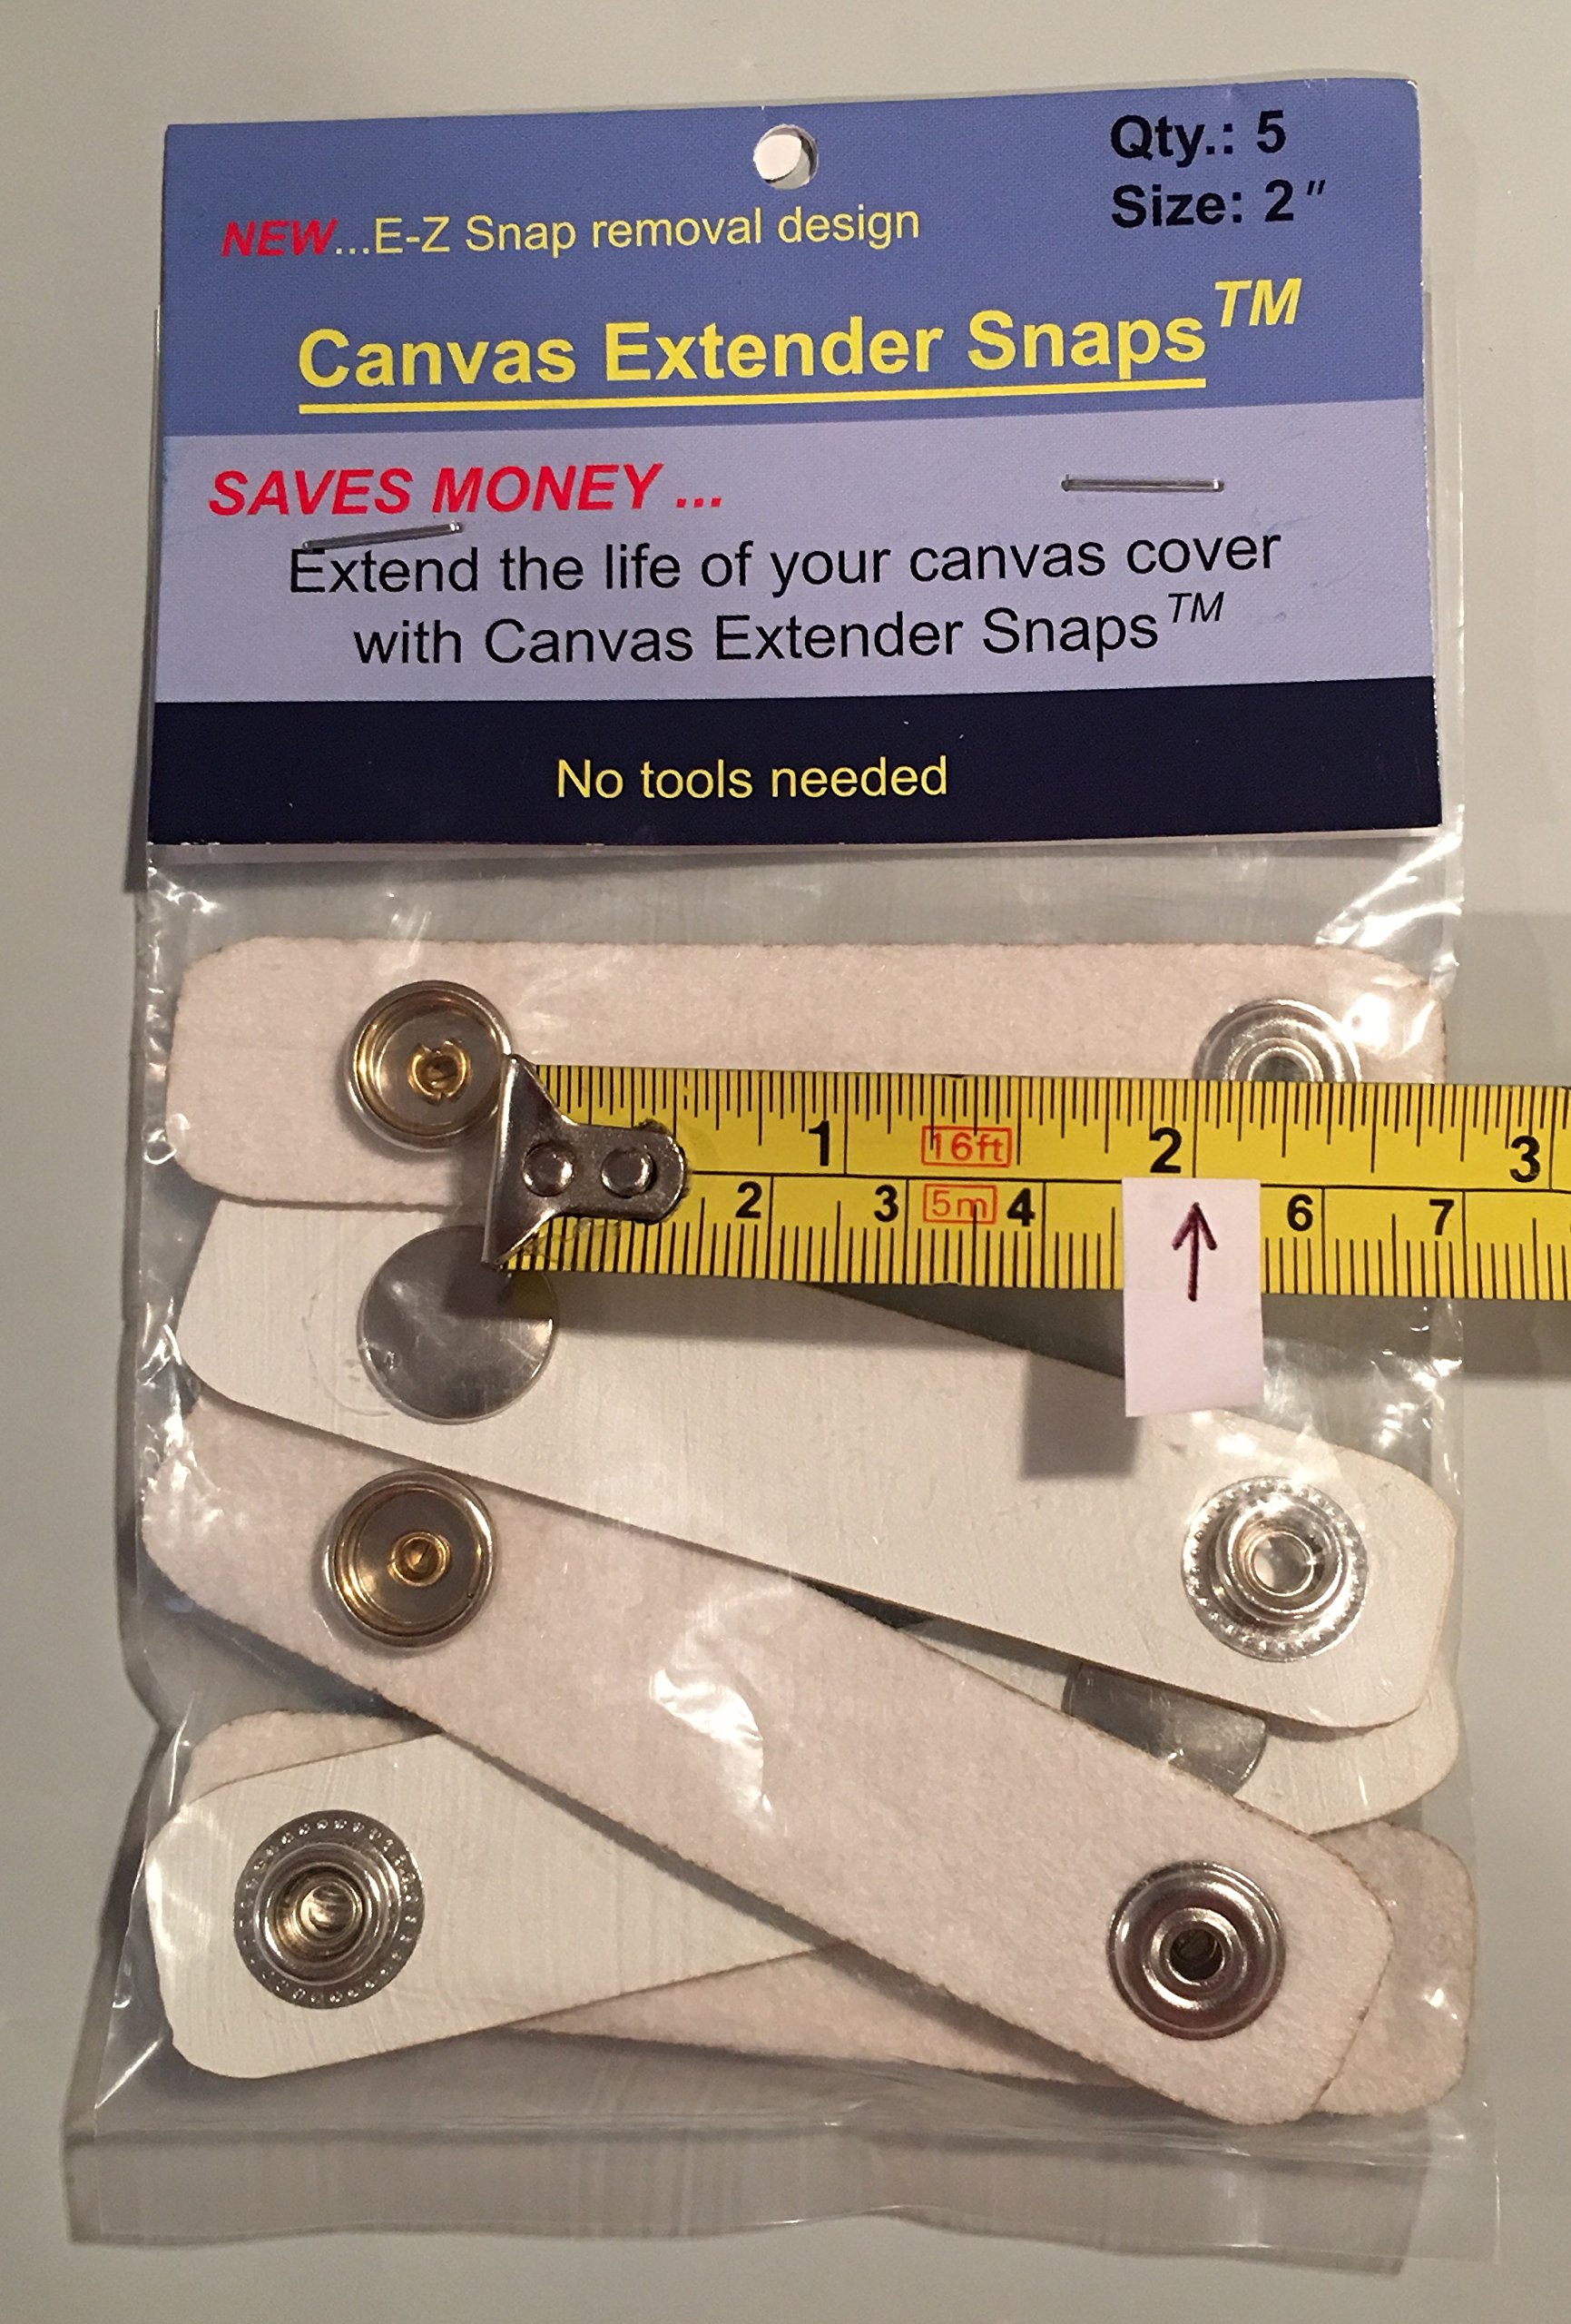 Qty.: 5
Size: 2"
NEW...E-Z Snap removal design
Canvas Extender Snaps™
SAVES MONEY ...
Extend the life of your canvas cover
with Canvas Extender Snaps™
No tools needed
1 16ft 2 3
2 3 5m 4 6 7